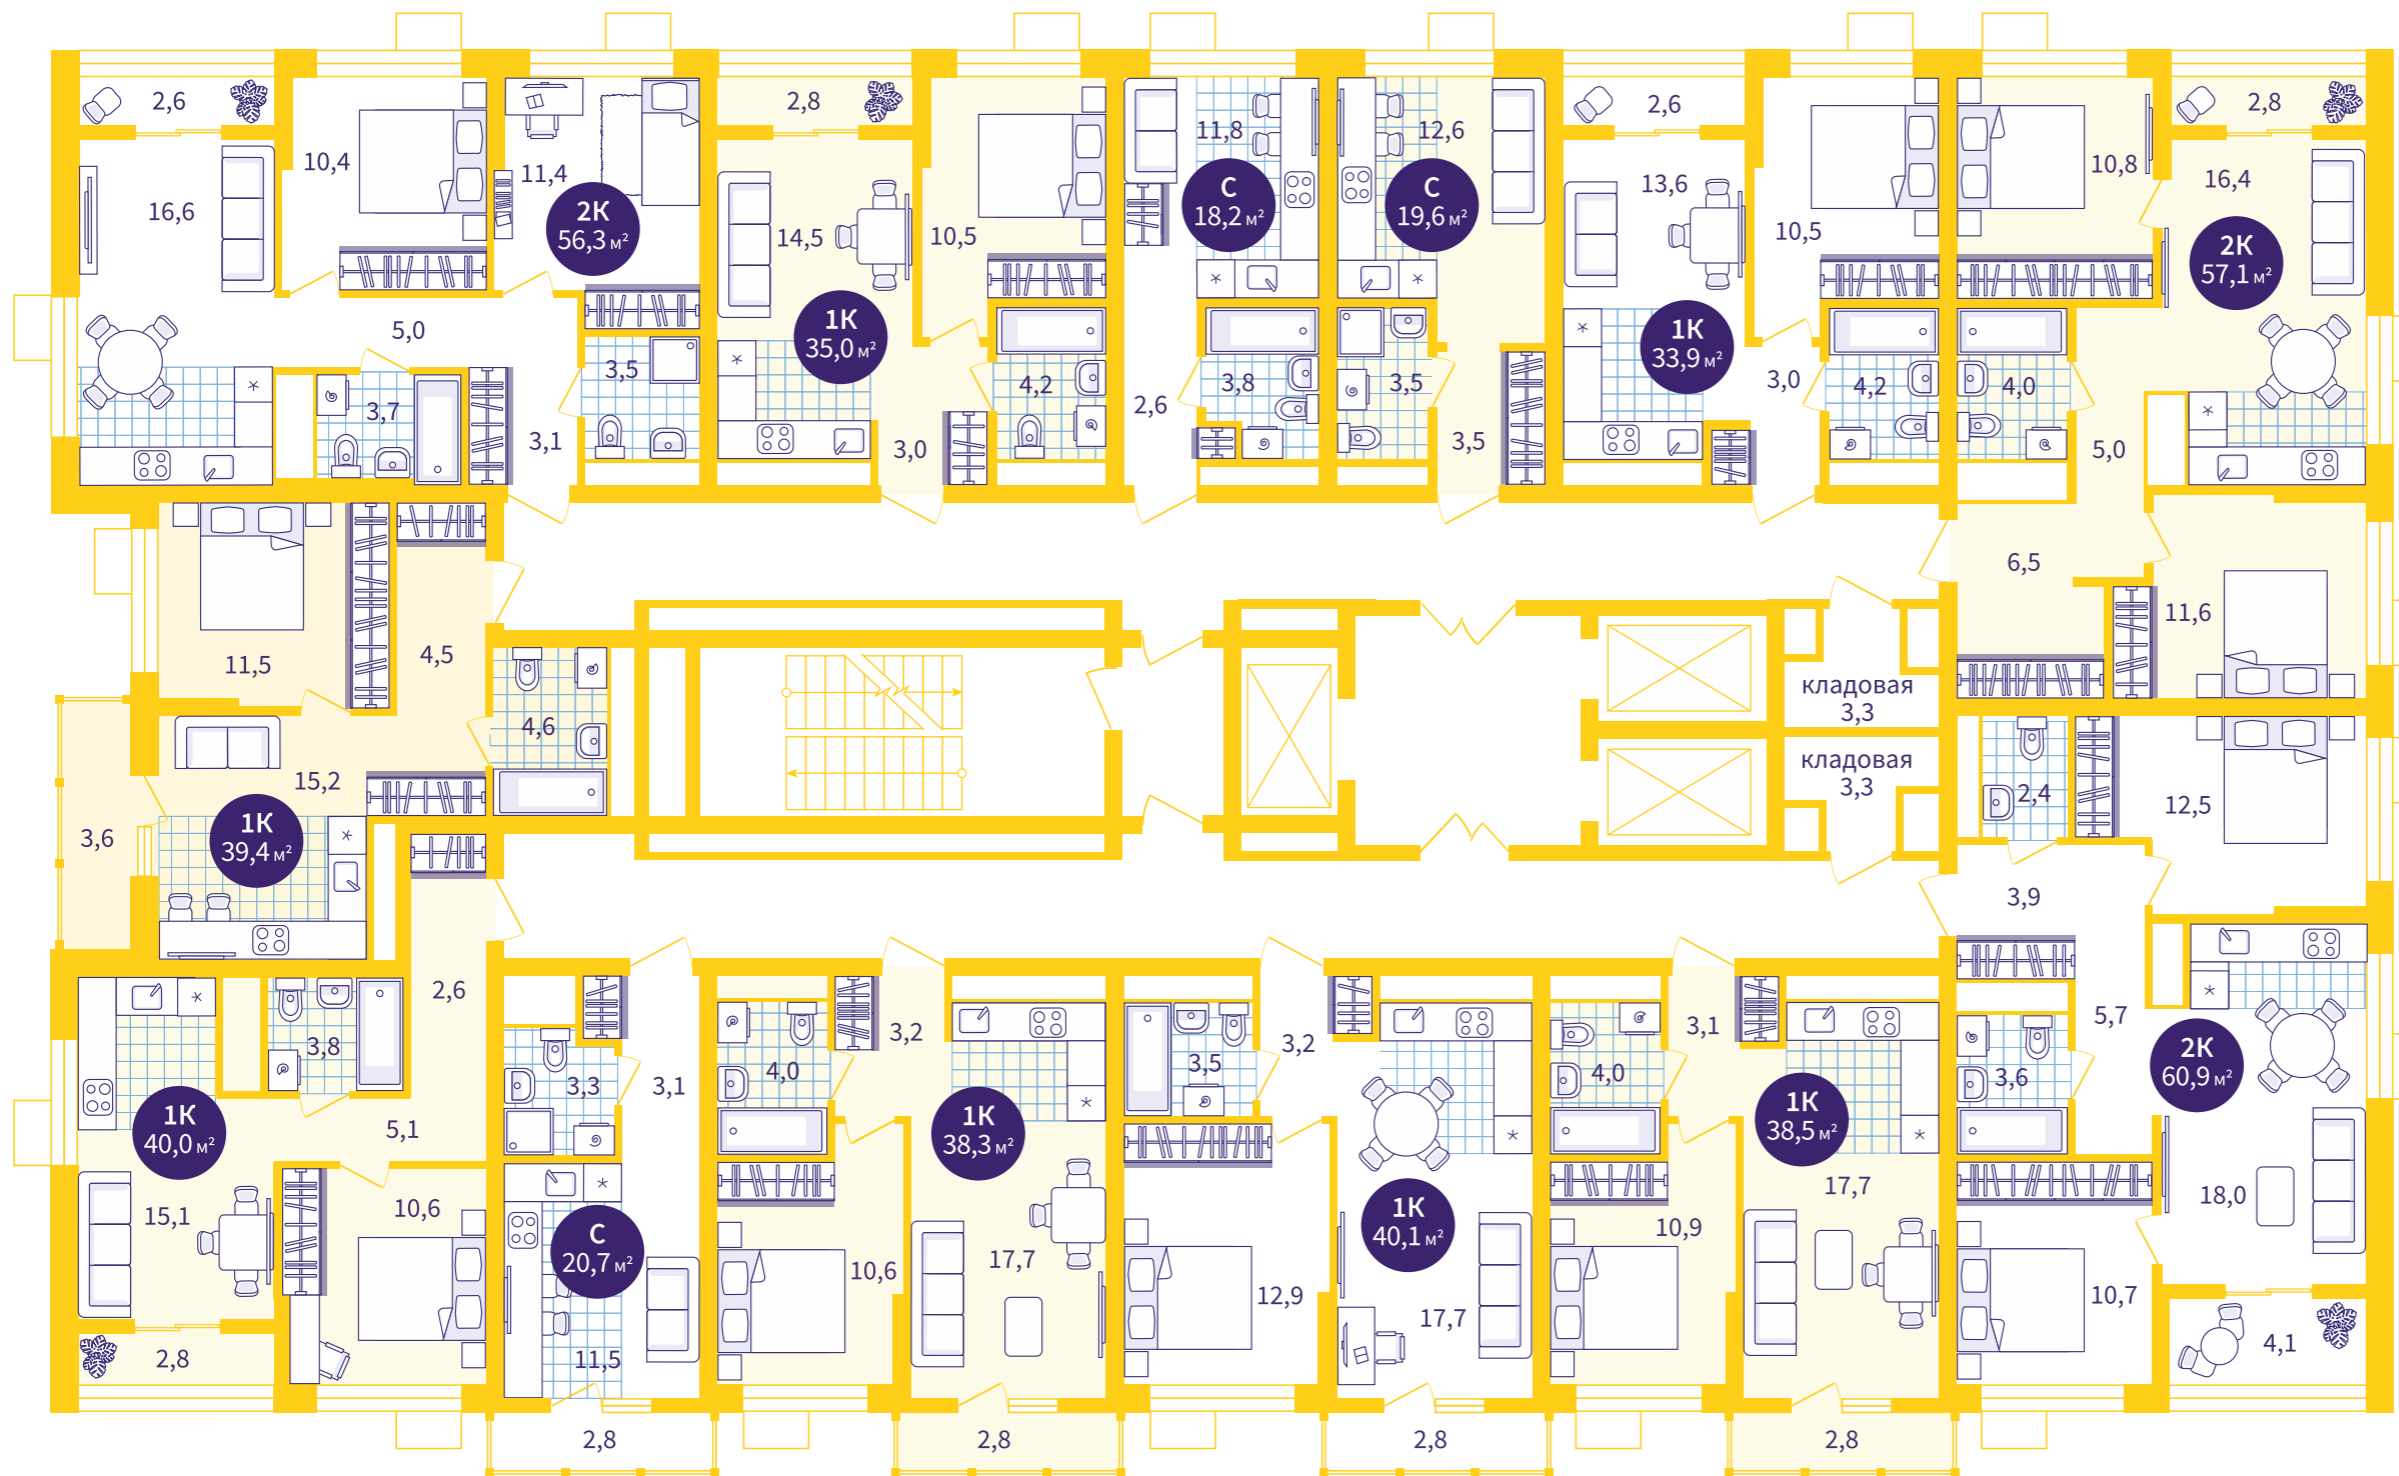 2,6
16,6
10,4
11,4
2К
56,3 м²
5,0
3,7
3,1
3,5
2,8
14,5
10,5
1К
35,0 м²
4,2
3,0
11,8
С
18,2 м²
2,6
3,8
12,6
С
19,6 м²
3,5
3,5
2,6
13,6
10,5
1К
33,9 м²
3,0
4,2
10,8
2,8
16,4
2К
57,1 м²
4,0
5,0
6,5
11,6
11,5
4,5
4,6
15,2
1К
39,4 м²
3,6
кладовая
3,3
кладовая
3,3
2,4
12,5
3,9
5,7
2К
60,9 м²
3,6
18,0
10,7
4,1
2,6
3,8
1К
40,0 м²
5,1
15,1
10,6
2,8
3,3
3,1
С
20,7 м²
11,5
2,8
4,0
3,2
1К
38,3 м²
10,6
17,7
2,8
3,5
3,2
1К
40,1 м²
12,9
17,7
2,8
4,0
3,1
1К
38,5 м²
17,7
10,9
2,8